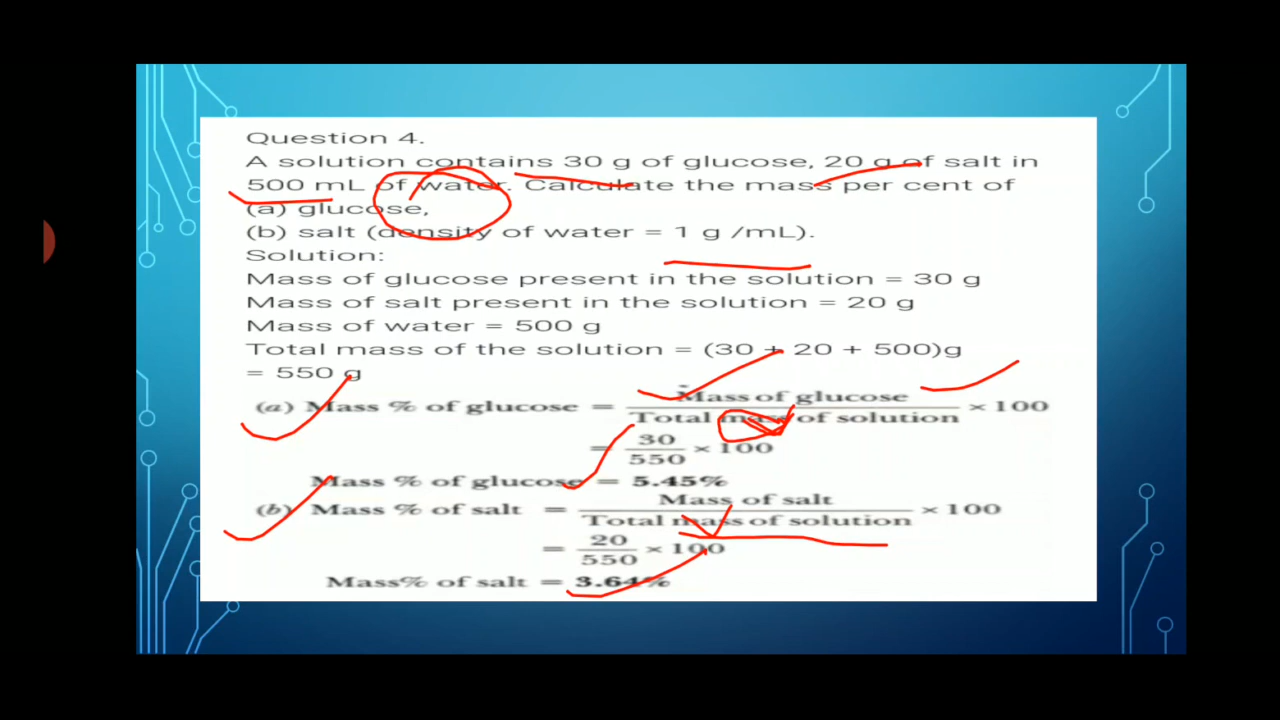 Question 4.
A solution contains 30 g of glucose, 20 g of salt in
500 mL of water. Calculate the mass per cent of
(a) glucose,
(b) salt (density of water = 1 g /mL).
Solution:
Mass of glucose present in the solution = 30 g
Mass of salt present in the solution = 20 g
Mass of water = 500 g
Total mass of the solution = (30 + 20 + 500)g
= 550 g
(a) Mass % of glucose = Mass of glucose / Total mass of solution × 100
= 30 / 550 × 100
Mass % of glucose = 5.45%
(b) Mass % of salt = Mass of salt / Total mass of solution × 100
= 20 / 550 × 100
Mass% of salt = 3.64%